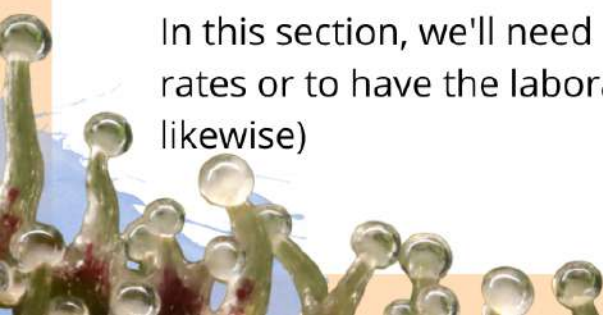 In this section, we'll need
rates or to have the
likewise)